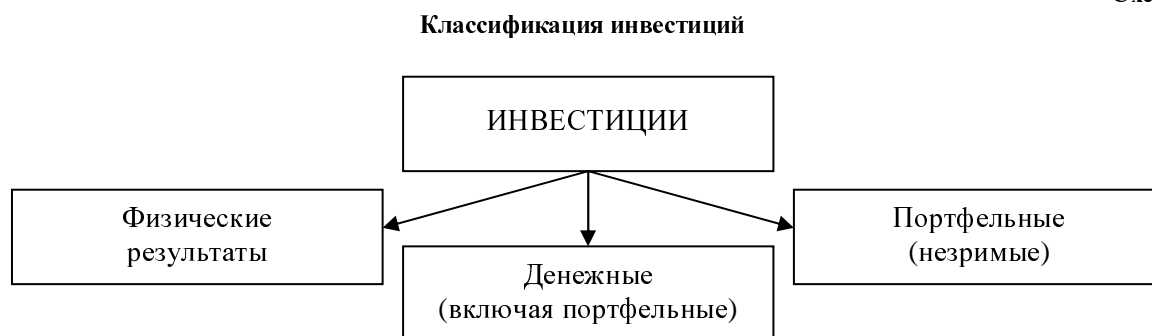 Классификация инвестиций
ИНВЕСТИЦИИ
Физические
результаты
Портфельные
(незримые)
Денежные
(включая портфельные)